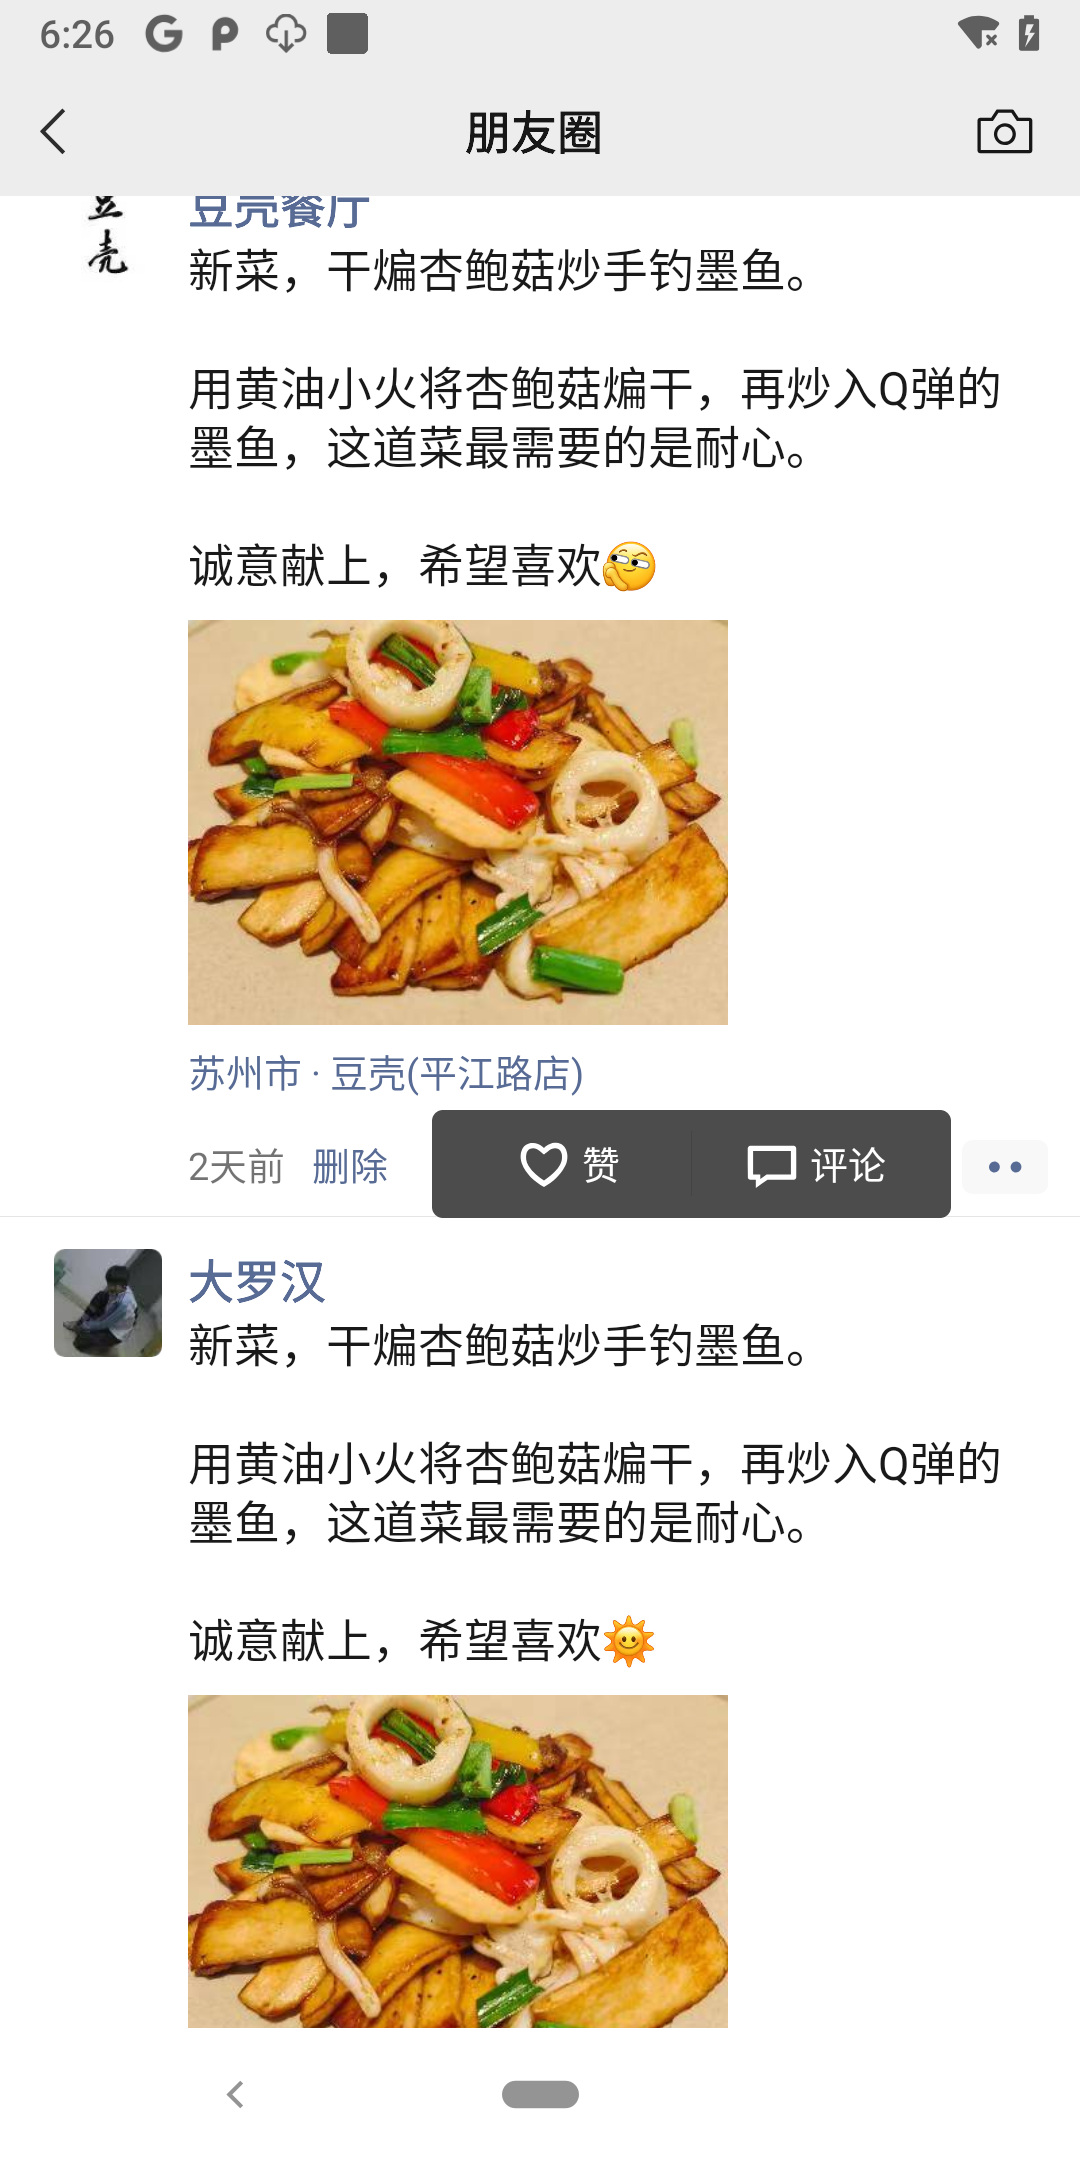 6:26
朋友圈
豆壳
豆壳餐厅
新菜，干煸杏鲍菇炒手钓墨鱼。
用黄油小火将杏鲍菇煸干，再炒入Q弹的
墨鱼，这道菜最需要的是耐心。
诚意献上，希望喜欢
苏州市 · 豆壳(平江路店)
2天前 删除 赞 评论
大罗汉
新菜，干煸杏鲍菇炒手钓墨鱼。
用黄油小火将杏鲍菇煸干，再炒入Q弹的
墨鱼，这道菜最需要的是耐心。
诚意献上，希望喜欢